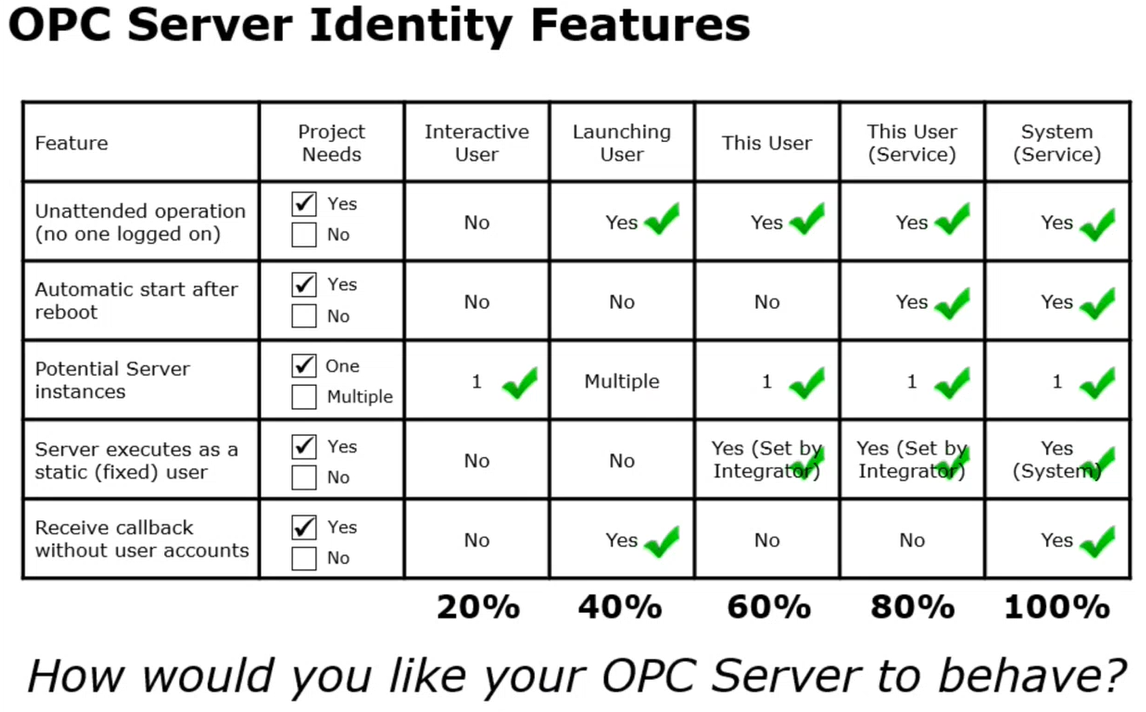 OPC Server Identity Features
Feature
Project
Needs
Interactive
User
Launching
User
This User
This User
(Service)
System
(Service)
Unattended operation
(no one logged on)
Yes
No
No
Yes
Yes
Yes
Yes
Automatic start after
reboot
Yes
No
No
No
No
Yes
Yes
Potential Server
instances
One
Multiple
1
Multiple
1
1
1
Server executes as a
static (fixed) user
Yes
No
No
No
Yes (Set by
Integrator)
Yes (Set by
Integrator)
Yes
(System)
Receive callback
without user accounts
Yes
No
No
Yes
No
No
Yes
20%
40%
60%
80%
100%
How would you like your OPC Server to behave?